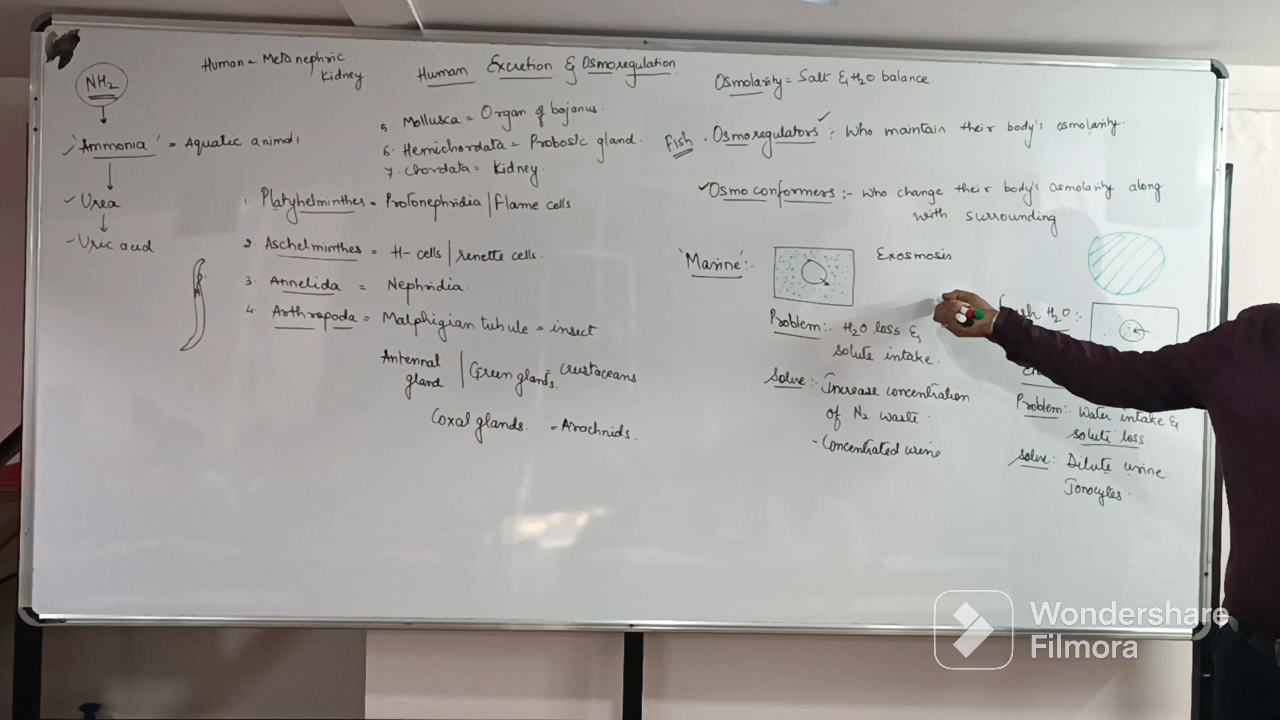 Human = Metanephric
Kidney
Human Excretion & Osmoregulation
NH2
'Ammonia' = Aquatic animal
- Urea
- Uric acid
5. Mollusca = Organ of bojanus.
6. Hemichordata = Probosic gland.
7. Chordata = Kidney.
1. Platyhelminthes = Protonephridia | Flame cells
2. Aschelminthes = H- cells | renette cells.
3. Annelida = Nephridia.
4. Arthrapoda = Malphigian tubule = insect
Antennal gland | Green glands. = crustaceans
Coxal glands. = Arachnids.
Osmolarity = Salt & H2O balance
Fish . Osmoregulators : Who maintain their body's osmolarity.
Osmo conformers :- Who change their body's osmolarity along
with surrounding.
'Marine' :-
Exosmosis
Problem :- H2O loss &
solute intake.
Solve :- Increase concentration
of N2 waste.
- Concentrated urine
H2O :
Problem :- Water intake &
solute loss.
Solve :- Dilute urine
Ionocytes.
Wondershare
Filmora